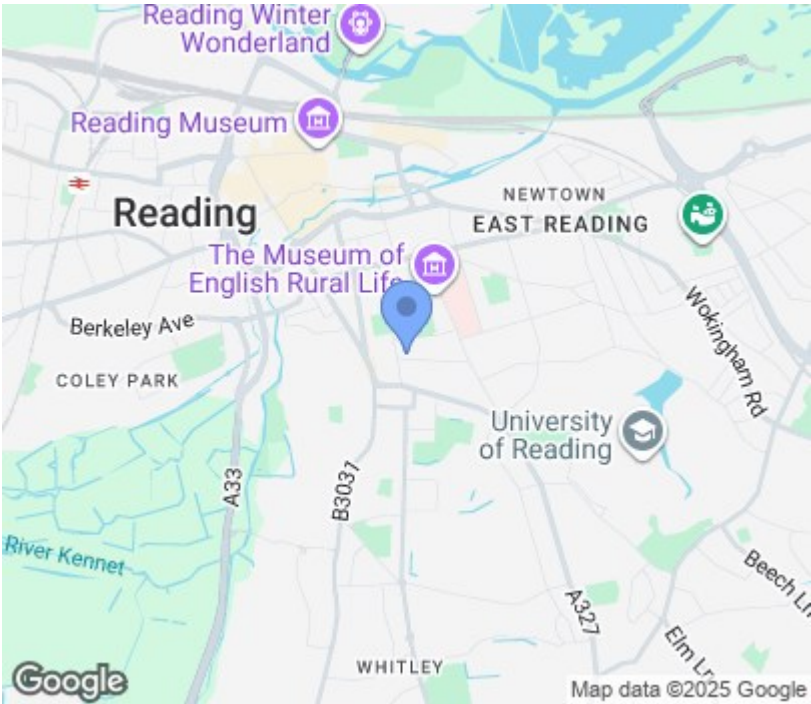 Reading Winter
Wonderland
Reading Museum
NEWTOWN
Reading
EAST READING
The Museum of
English Rural Life
Wokingham Rd
Berkeley Ave
COLEY PARK
University
of Reading
A33
B3031
River Kennet
Beech Ln
A327
Elm Ln
WHITLEY
Google
Map data ©2025 Google